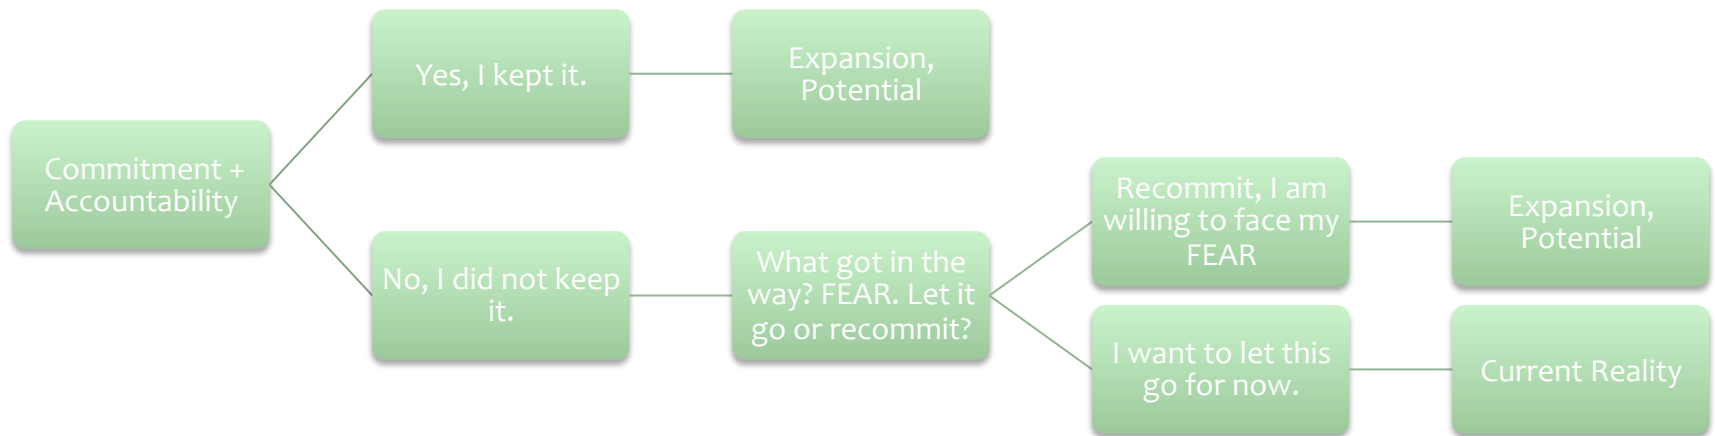 Commitment +
Accountability
Yes, I kept it.
Expansion,
Potential
No, I did not keep
it.
What got in the
way? FEAR. Let it
go or recommit?
Recommit, I am
willing to face my
FEAR
Expansion,
Potential
I want to let this
go for now.
Current Reality